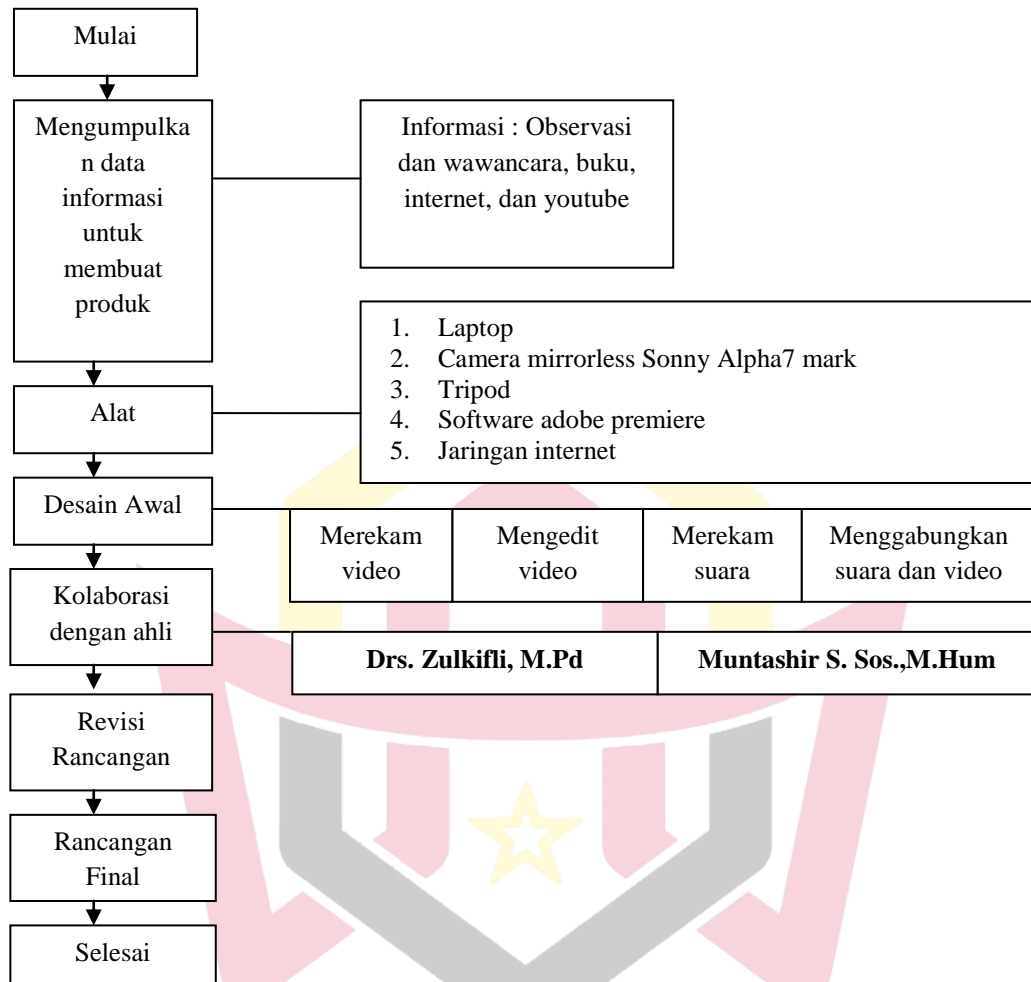 Mulai
Mengumpulka
n data
informasi
untuk
membuat
produk
Informasi : Observasi
dan wawancara, buku,
internet, dan youtube
Alat
1. Laptop
2. Camera mirrorless Sonny Alpha7 mark
3. Tripod
4. Software adobe premiere
5. Jaringan internet
Desain Awal
Merekam
video
Mengedit
video
Merekam
suara
Menggabungkan
suara dan video
Kolaborasi
dengan ahli
Drs. Zulkifli, M.Pd
Muntashir S. Sos.,M.Hum
Revisi
Rancangan
Rancangan
Final
Selesai